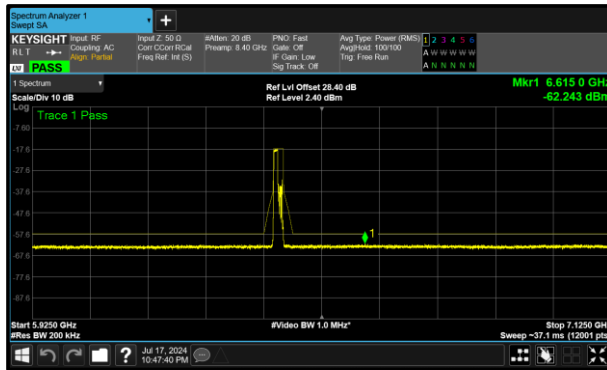 Spectrum Analyzer 1
Swept SA
+
KEYSIGHT Input: RF Input Z: 50 Ω #Atten: 20 dB PNO: Fast Avg Type: Power (RMS) 1 2 3 4 5 6
RLT Coupling: AC Corr CCorr RCal Preamp: 8.40 GHz Gate: Off Avg|Hold: 100/100 A W W W W W
Align: Partial Freq Ref: Int (S) IF Gain: Low Trig: Free Run
LXI PASS Sig Track: Off A N N N N N
1 Spectrum Ref Lvl Offset 28.40 dB Mkr1 6.615 0 GHz
Scale/Div 10 dB Ref Level 2.40 dBm -62.243 dBm
Log
Trace 1 Pass
-7.60
-17.6
-27.6
-37.6
-47.6
-57.6
1
-67.6
-77.6
-87.6
Start 5.9250 GHz #Video BW 1.0 MHz* Stop 7.1250 GHz
#Res BW 200 kHz Sweep ~37.1 ms (12001 pts)
? Jul 17, 2024
10:47:40 PM